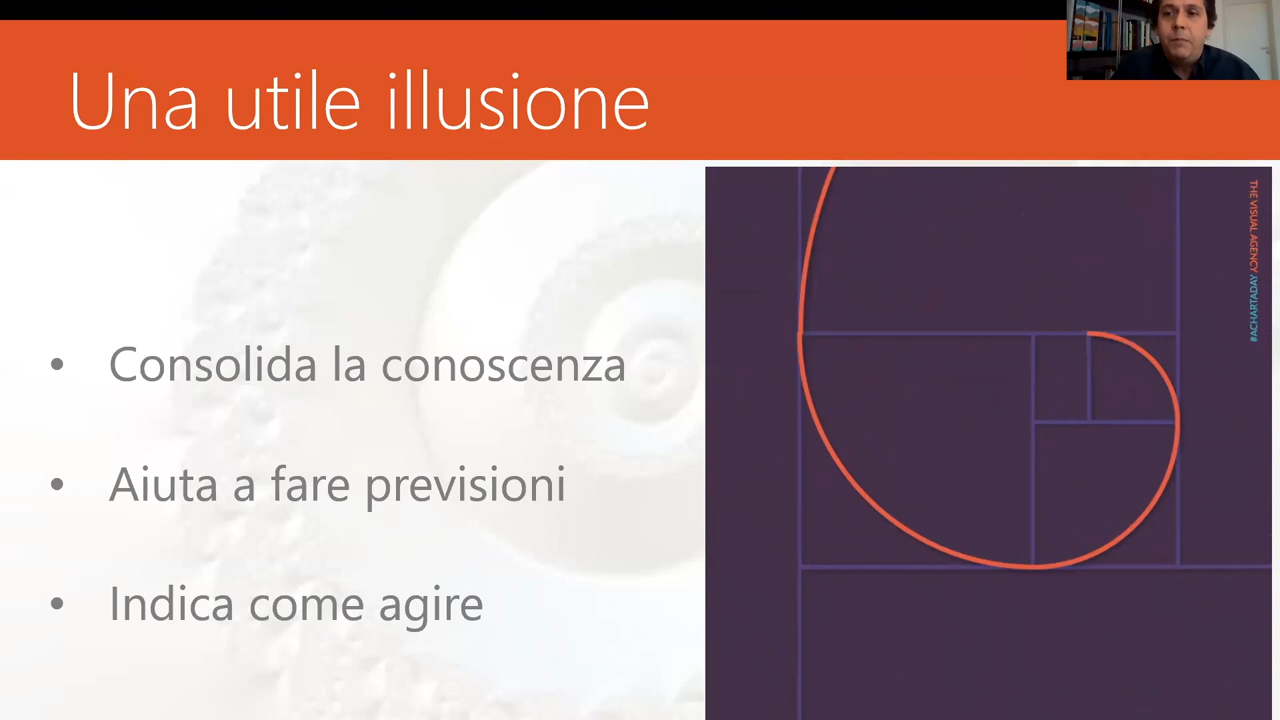 Una utile illusione
• Consolida la conoscenza
• Aiuta a fare previsioni
• Indica come agire
THE VISUAL AGENCY #ACHARTADAY